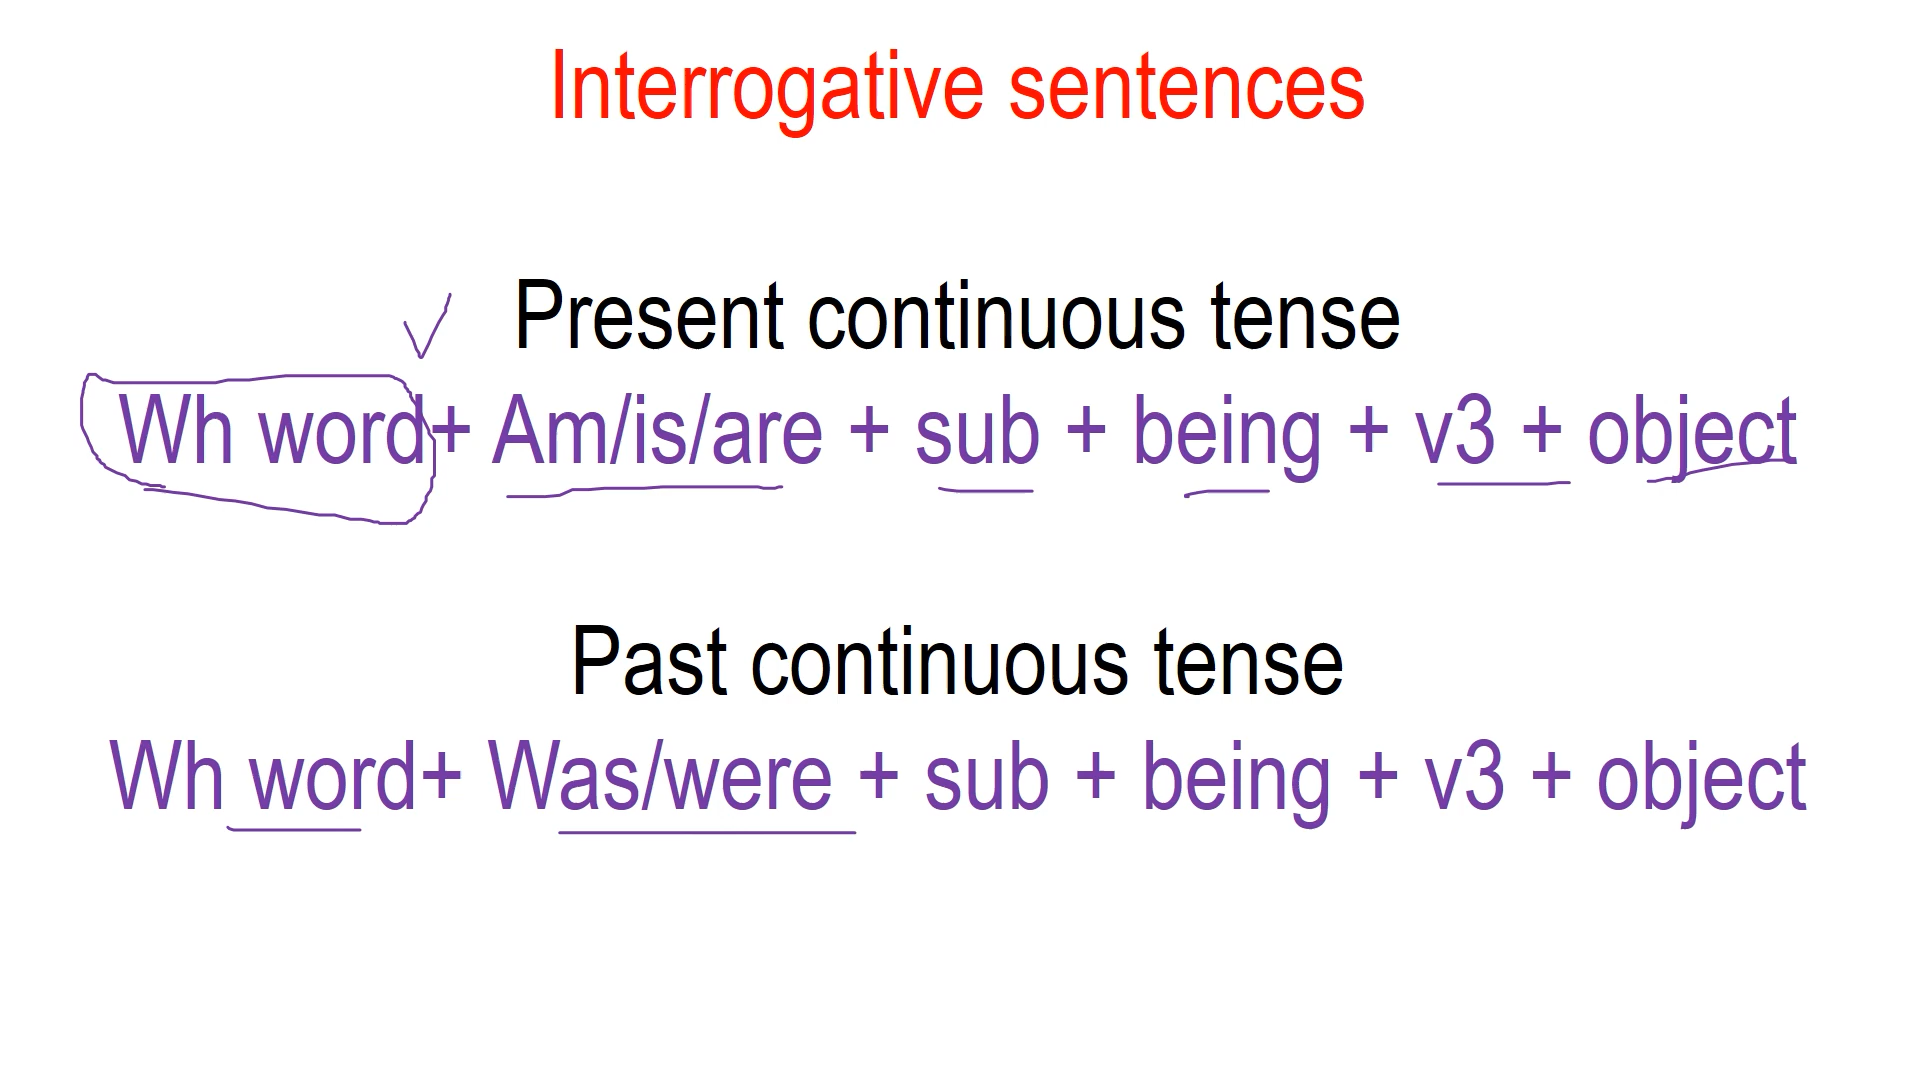 Interrogative sentences
Present continuous tense
Wh word+ Am/is/are + sub + being + v3 + object
Past continuous tense
Wh word+ Was/were + sub + being + v3 + object